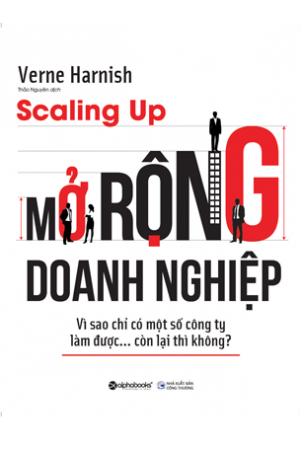 Verne Harnish
Thảo Nguyên dịch
Scaling Up
MỞ RỘNG
DOANH NGHIỆP
Vì sao chỉ có một số công ty
làm được... còn lại thì không?
alphabooks
NHÀ XUẤT BẢN
CÔNG THƯƠNG